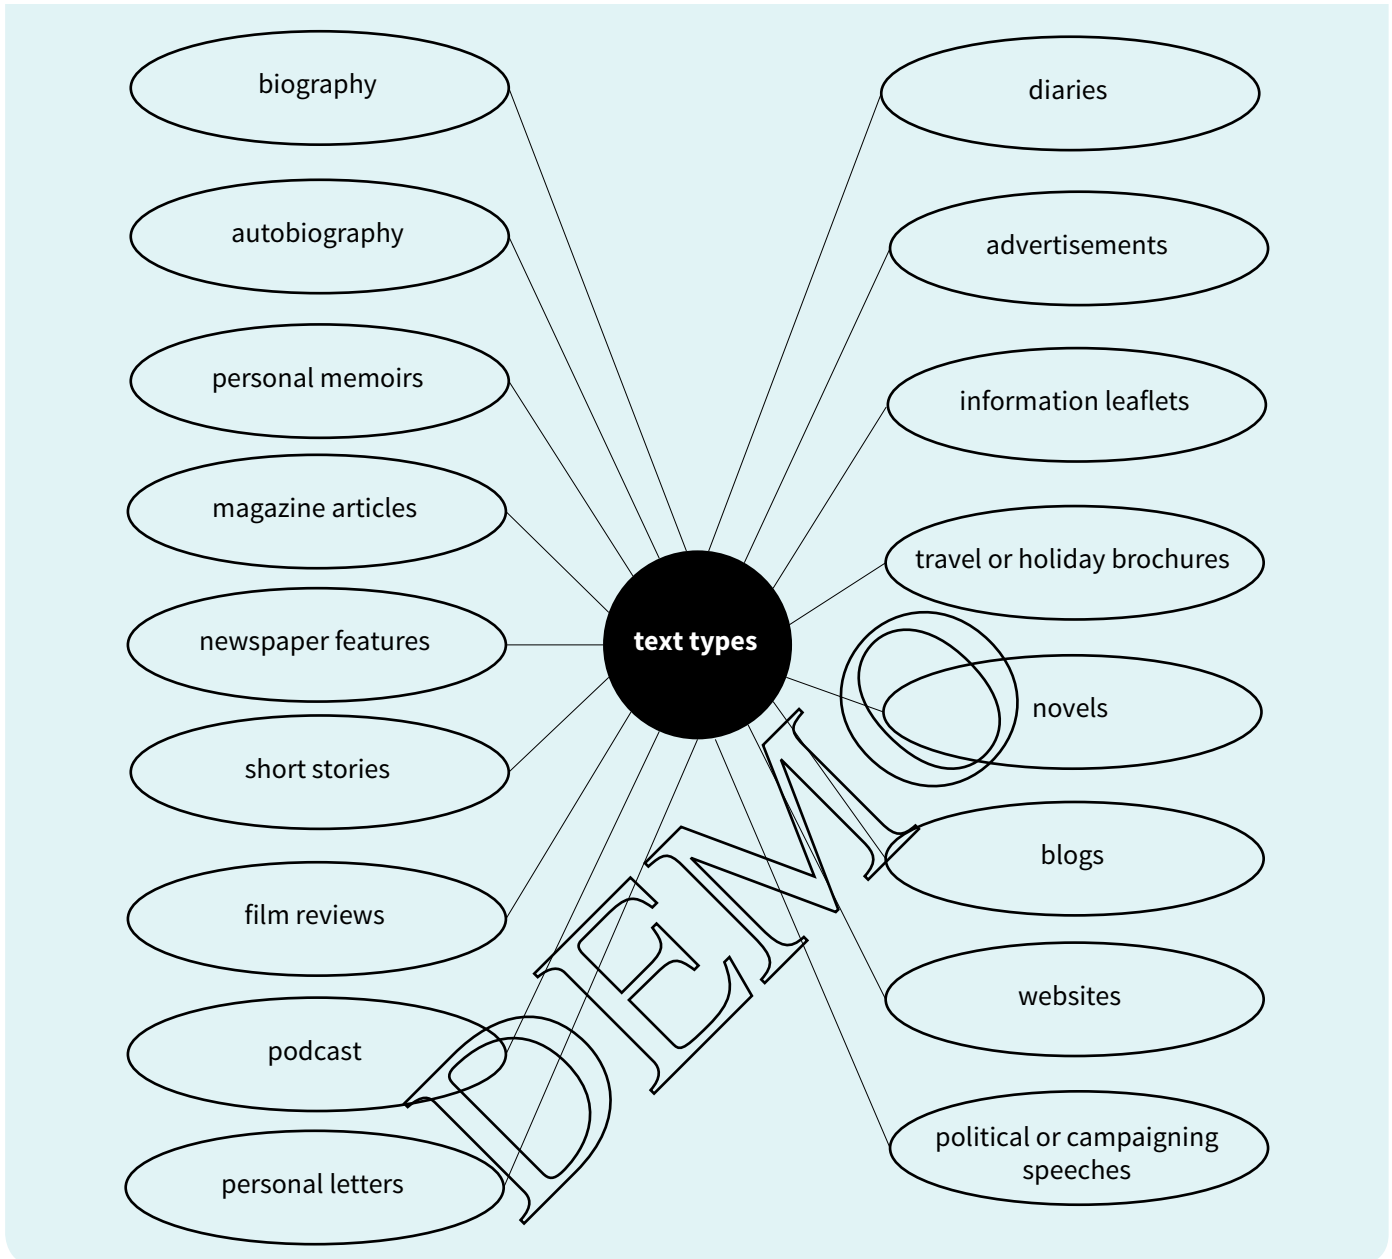 biography
autobiography
personal memoirs
magazine articles
newspaper features
short stories
film reviews
podcast
personal letters
text types
diaries
advertisements
information leaflets
travel or holiday brochures
novels
blogs
websites
political or campaigning
speeches
DEMO